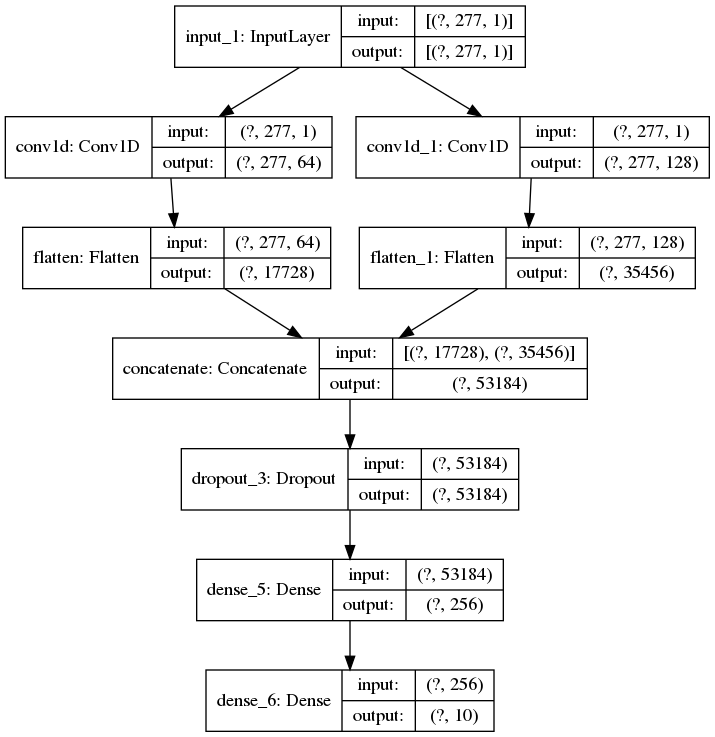 input_1: InputLayer
input: [(?, 277, 1)]
output: [(?, 277, 1)]
conv1d: Conv1D
input: (?, 277, 1)
output: (?, 277, 64)
conv1d_1: Conv1D
input: (?, 277, 1)
output: (?, 277, 128)
flatten: Flatten
input: (?, 277, 64)
output: (?, 17728)
flatten_1: Flatten
input: (?, 277, 128)
output: (?, 35456)
concatenate: Concatenate
input: [(?, 17728), (?, 35456)]
output: (?, 53184)
dropout_3: Dropout
input: (?, 53184)
output: (?, 53184)
dense_5: Dense
input: (?, 53184)
output: (?, 256)
dense_6: Dense
input: (?, 256)
output: (?, 10)